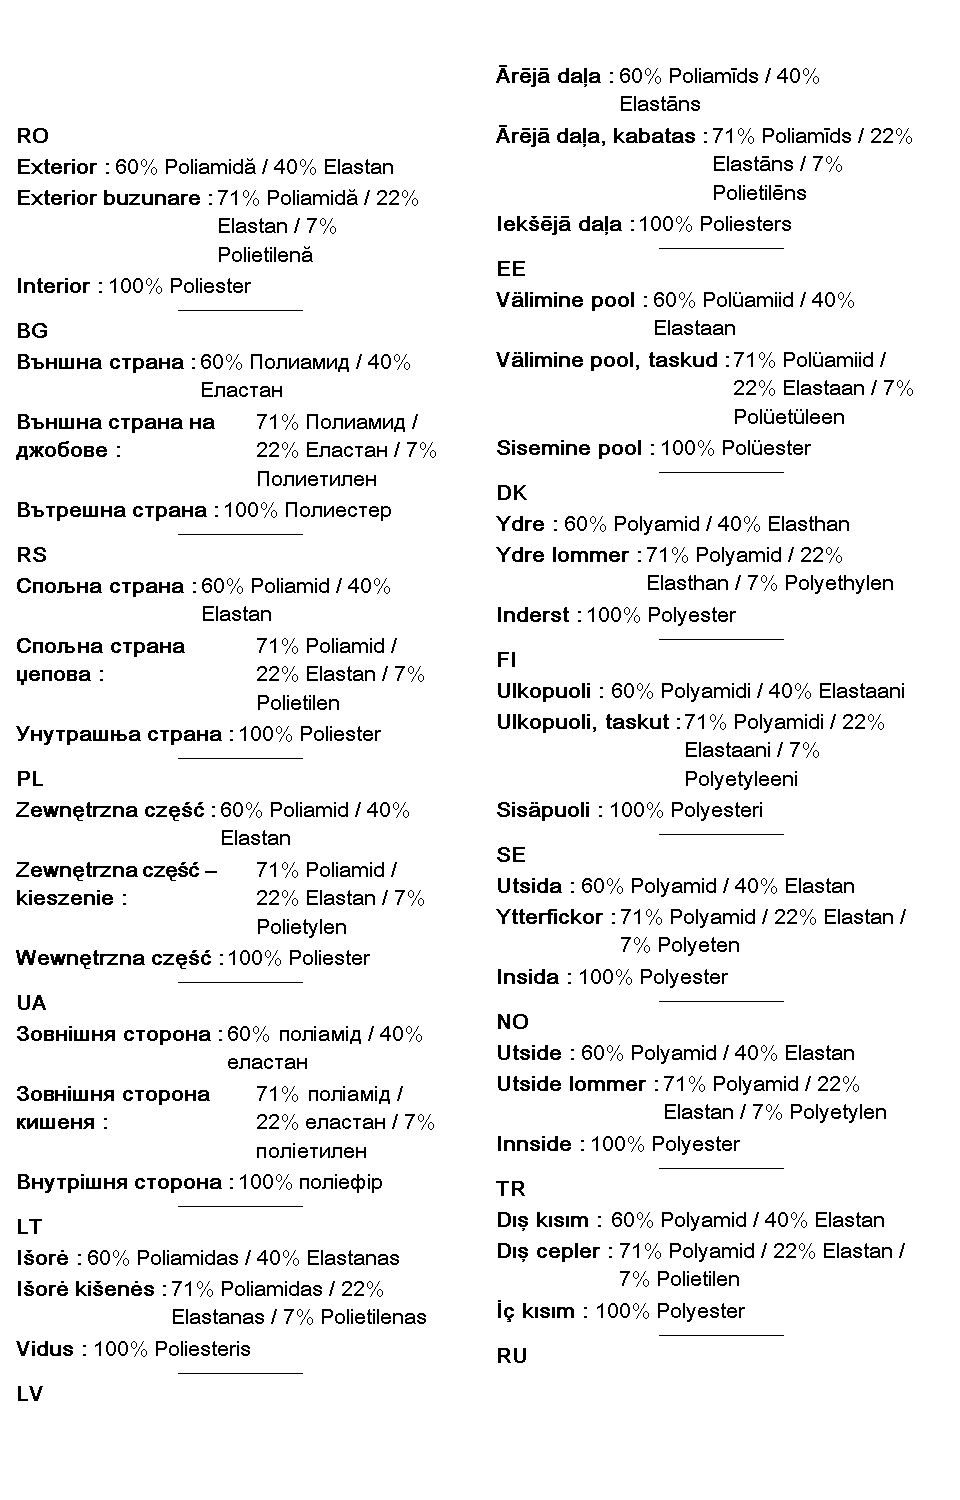 RO
Exterior : 60% Poliamidă / 40% Elastan
Exterior buzunare : 71% Poliamidă / 22%
Elastan / 7%
Polietilenă
Interior : 100% Poliester
BG
Външна страна : 60% Полиамид / 40%
Еластан
Външна страна на 71% Полиамид /
джобове : 22% Еластан / 7%
Полиетилен
Вътрешна страна : 100% Полиестер
RS
Спољна страна : 60% Poliamid / 40%
Elastan
Спољна страна 71% Poliamid /
џепова : 22% Elastan / 7%
Polietilen
Унутрашња страна : 100% Poliester
PL
Zewnętrzna część : 60% Poliamid / 40%
Elastan
Zewnętrzna część – 71% Poliamid /
kieszenie : 22% Elastan / 7%
Polietylen
Wewnętrzna część : 100% Poliester
UA
Зовнішня сторона : 60% поліамід / 40%
еластан
Зовнішня сторона 71% поліамід /
кишеня : 22% еластан / 7%
поліетилен
Внутрішня сторона : 100% поліефір
LT
Išorė : 60% Poliamidas / 40% Elastanas
Išorė kišenės : 71% Poliamidas / 22%
Elastanas / 7% Polietilenas
Vidus : 100% Poliesteris
LV
Ārējā daļa : 60% Poliamīds / 40%
Elastāns
Ārējā daļa, kabatas : 71% Poliamīds / 22%
Elastāns / 7%
Polietilēns
Iekšējā daļa : 100% Poliesters
EE
Välimine pool : 60% Polüamiid / 40%
Elastaan
Välimine pool, taskud : 71% Polüamiid /
22% Elastaan / 7%
Polüetüleen
Sisemine pool : 100% Polüester
DK
Ydre : 60% Polyamid / 40% Elasthan
Ydre lommer : 71% Polyamid / 22%
Elasthan / 7% Polyethylen
Inderst : 100% Polyester
FI
Ulkopuoli : 60% Polyamidi / 40% Elastaani
Ulkopuoli, taskut : 71% Polyamidi / 22%
Elastaani / 7%
Polyetyleeni
Sisäpuoli : 100% Polyesteri
SE
Utsida : 60% Polyamid / 40% Elastan
Ytterfickor : 71% Polyamid / 22% Elastan /
7% Polyeten
Insida : 100% Polyester
NO
Utside : 60% Polyamid / 40% Elastan
Utside lommer : 71% Polyamid / 22%
Elastan / 7% Polyetylen
Innside : 100% Polyester
TR
Dış kısım : 60% Polyamid / 40% Elastan
Dış cepler : 71% Polyamid / 22% Elastan /
7% Polietilen
İç kısım : 100% Polyester
RU